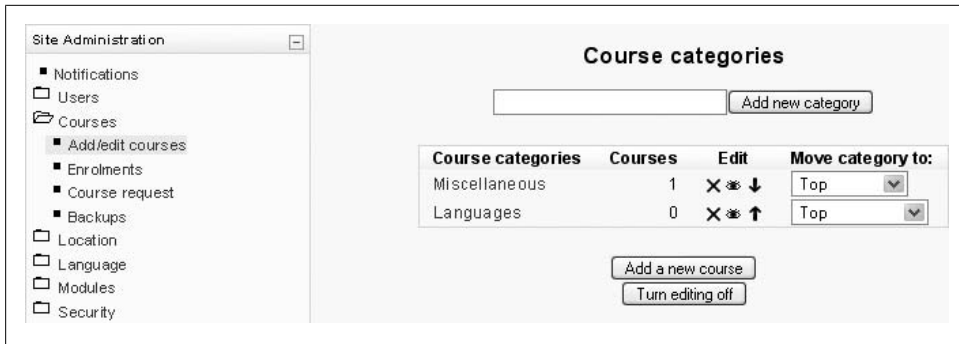 Site Administration
Notifications
Users
Courses
Add/edit courses
Enrolments
Course request
Backups
Location
Language
Modules
Security
Course categories
Add new category
Course categories Courses Edit Move category to:
Miscellaneous 1 Top
Languages 0 Top
Add a new course
Turn editing off